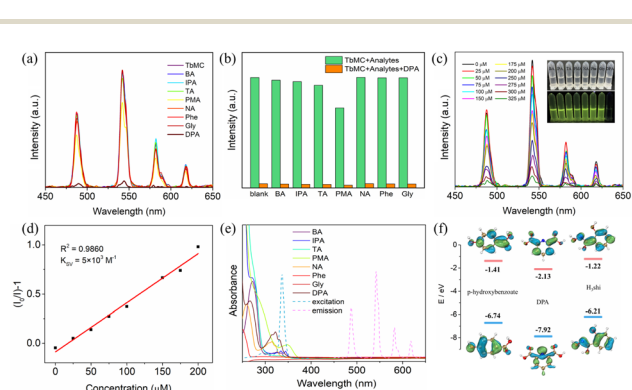 (a)
Intensity (a.u.)
TbMC
BA
IPA
TA
PMA
NA
Phe
Gly
DPA
450 500 550 600 650
Wavelength (nm)
(b)
Intensity (a.u.)
TbMC+Analytes
TbMC+Analytes+DPA
blank BA IPA TA PMA NA Phe Gly
Wavelength (nm)
(c)
Intensity (a.u.)
0 μM 175 μM
25 μM 200 μM
50 μM 250 μM
75 μM 275 μM
100 μM 300 μM
150 μM 325 μM
450 500 550 600 650
Wavelength (nm)
(d)
(I0/I)-1
R² = 0.9860
KSV = 5×10³ M⁻¹
1.0
0.5
0.0
0 50 100 150 200
Concentration (μM)
(e)
Absorbance
BA
IPA
TA
PMA
NA
Phe
Gly
DPA
excitation
emission
300 400 500 600
Wavelength (nm)
(f)
E / eV
0
-2
-4
-6
-8
-1.41 -2.13 -1.22
p-hydroxybenzoate DPA H3shi
-6.74 -7.92 -6.21